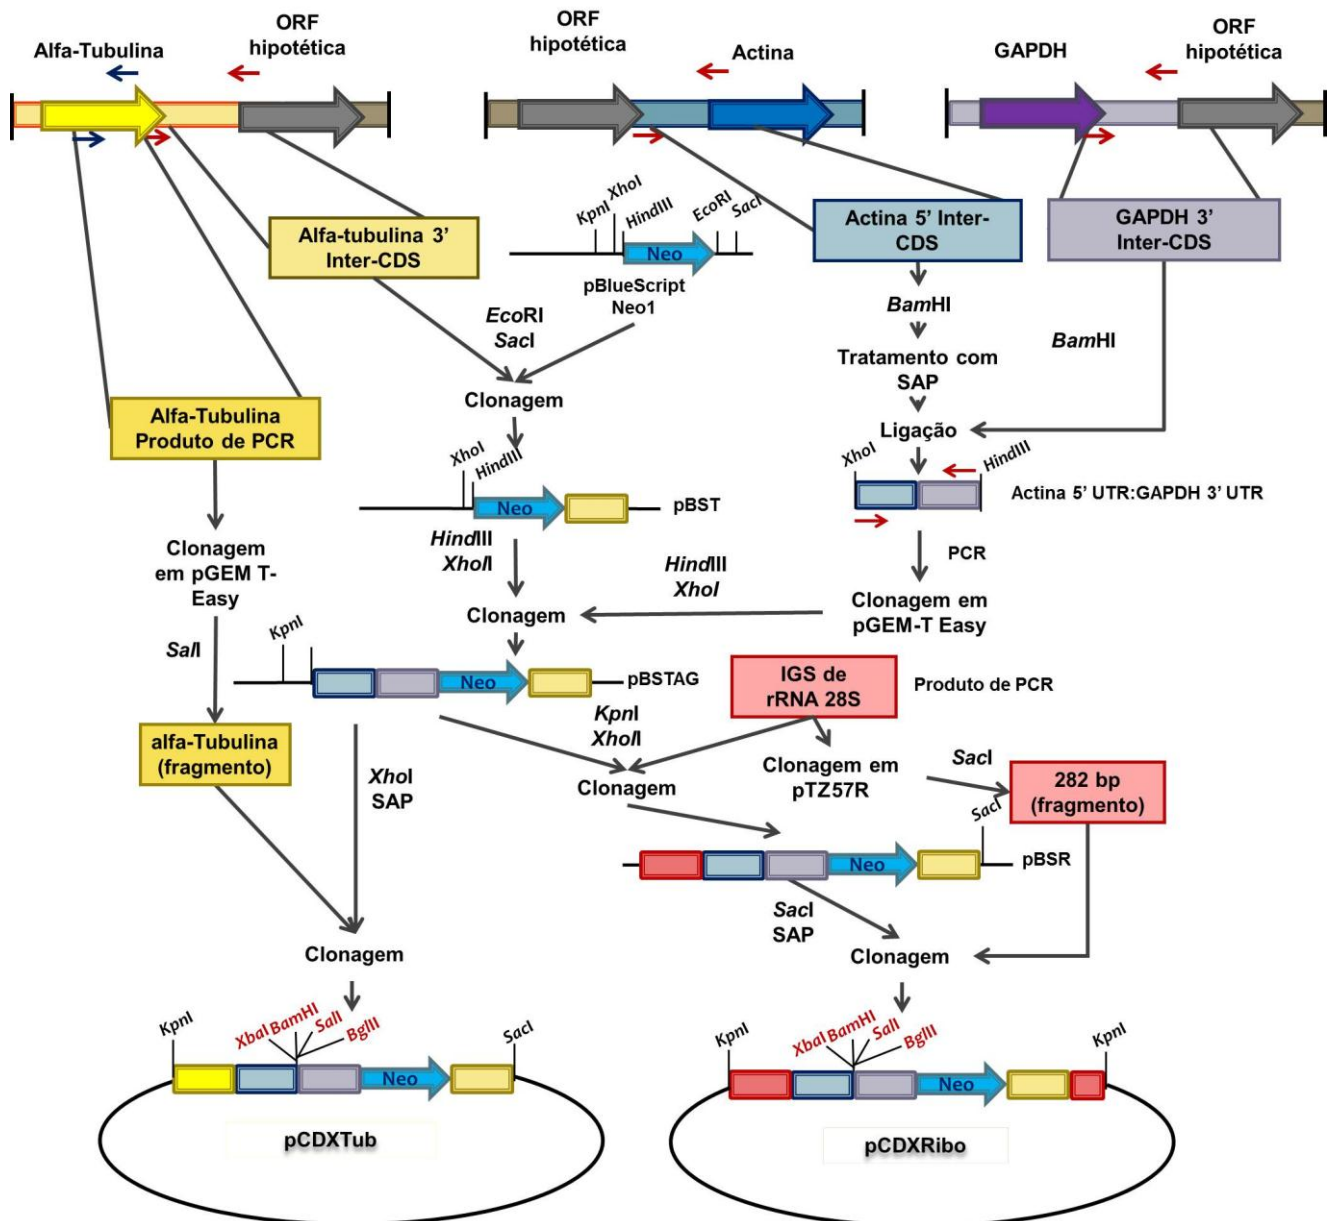 Alfa-Tubulina
ORF
hipotética
ORF
hipotética
Actina
GAPDH
ORF
hipotética
Alfa-tubulina 3’
Inter-CDS
KpnI
XhoI
HindIII
EcoRI
SacI
Neo
pBlueScript
Neo1
Actina 5’ Inter-
CDS
GAPDH 3’
Inter-CDS
EcoRI
SacI
BamHI
BamHI
Tratamento com
SAP
Clonagem
Alfa-Tubulina
Produto de PCR
Ligação
XhoI
HindIII
Neo
pBST
XhoI
HindIII
Actina 5’ UTR:GAPDH 3’ UTR
HindIII
XhoII
PCR
Clonagem
em pGEM T-
Easy
HindIII
XhoI
Clonagem
Clonagem em
pGEM-T Easy
SalI
KpnI
Neo
pBSTAG
IGS de
rRNA 28S
Produto de PCR
KpnI
XhoII
alfa-Tubulina
(fragmento)
XhoI
SAP
Clonagem
Clonagem em
pTZ57R
SacI
282 bp
(fragmento)
SacI
Neo
pBSR
SacI
SAP
Clonagem
Clonagem
KpnI
XbaI
BamHI
SalI
BglII
SacI
Neo
pCDXTub
KpnI
XbaI
BamHI
SalI
BglII
KpnI
Neo
pCDXRibo